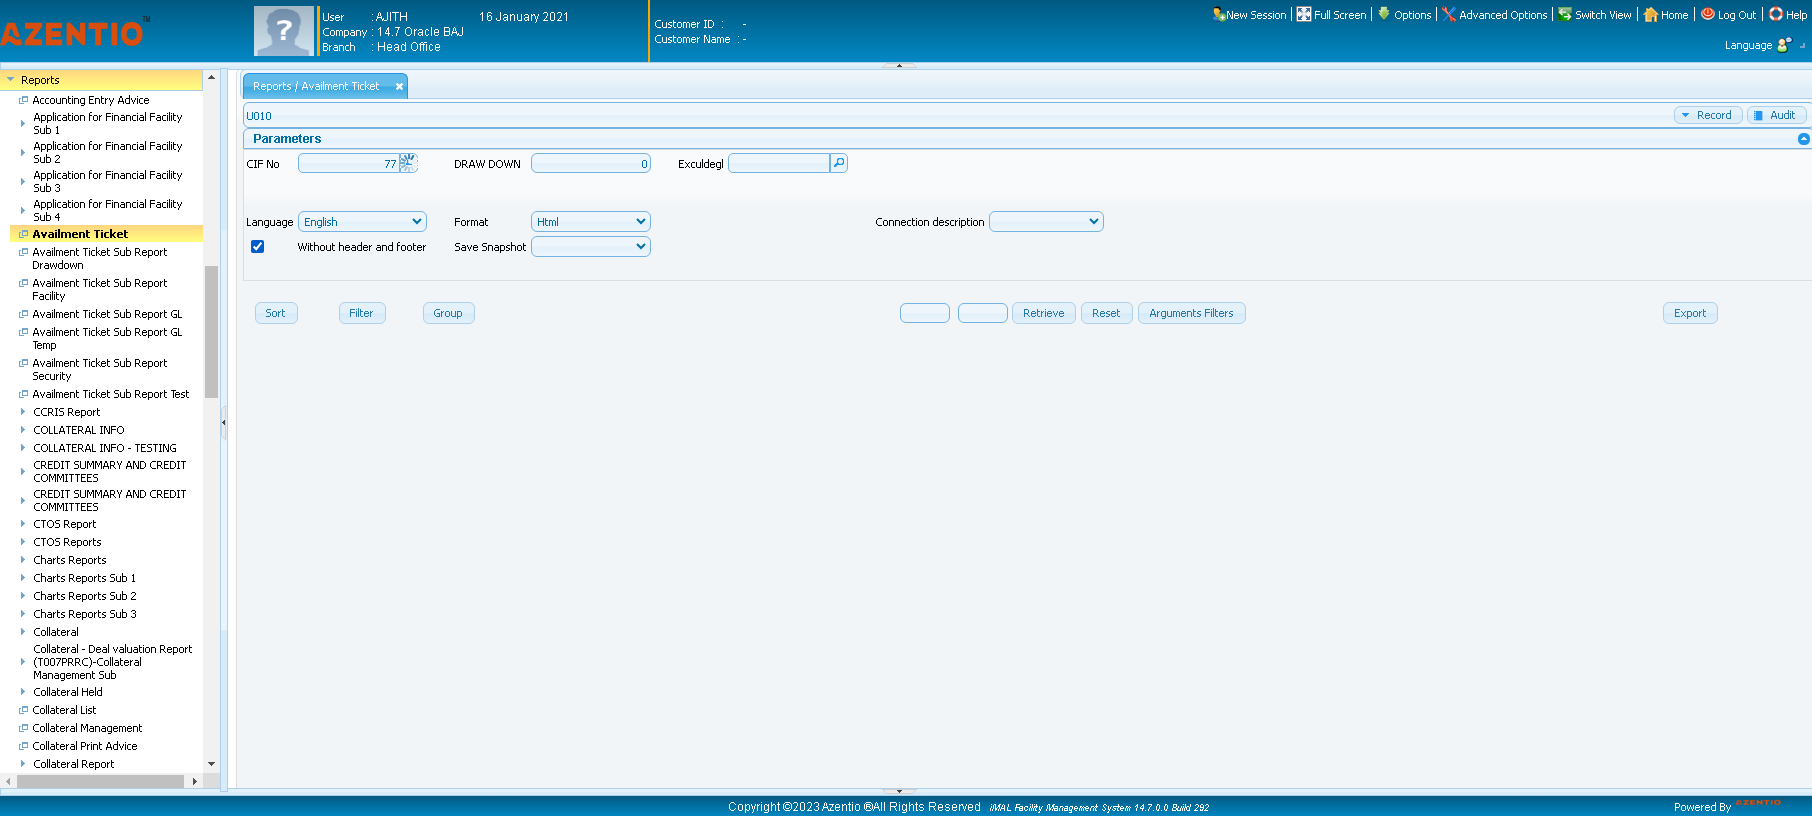 AZENTIO™
User : AJITH 16 January 2021
Company : 14.7 Oracle BAJ
Branch : Head Office
Customer ID : -
Customer Name : -
New Session Full Screen Options Advanced Options Switch View Home Log Out Help
Language
Reports
Accounting Entry Advice
Application for Financial Facility
Sub 1
Application for Financial Facility
Sub 2
Application for Financial Facility
Sub 3
Application for Financial Facility
Sub 4
Availment Ticket
Availment Ticket Sub Report
Drawdown
Availment Ticket Sub Report
Facility
Availment Ticket Sub Report GL
Availment Ticket Sub Report GL
Temp
Availment Ticket Sub Report
Security
Availment Ticket Sub Report Test
CCRIS Report
COLLATERAL INFO
COLLATERAL INFO - TESTING
CREDIT SUMMARY AND CREDIT
COMMITTEES
CREDIT SUMMARY AND CREDIT
COMMITTEES
CTOS Report
CTOS Reports
Charts Reports
Charts Reports Sub 1
Charts Reports Sub 2
Charts Reports Sub 3
Collateral
Collateral - Deal valuation Report
(T007PRRC)-Collateral
Management Sub
Collateral Held
Collateral List
Collateral Management
Collateral Print Advice
Collateral Report
Reports / Availment Ticket
U010 Record Audit
Parameters
CIF No 77 DRAW DOWN 0 Exculdegl
Language English Format Html Connection description
Without header and footer Save Snapshot
Sort Filter Group Retrieve Reset Arguments Filters Export
Copyright ©2023 Azentio ®All Rights Reserved iMAL Facility Management System 14.7.0.0 Build 292
Powered By AZENTIO